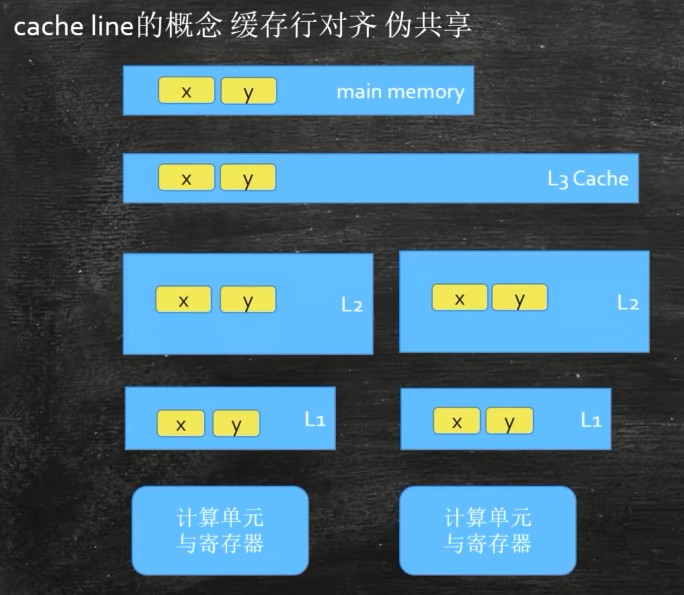 cache line的概念 缓存行对齐 伪共享
x y main memory
x y L3 Cache
x y L2
x y L2
x y L1
x y L1
计算单元
与寄存器
计算单元
与寄存器